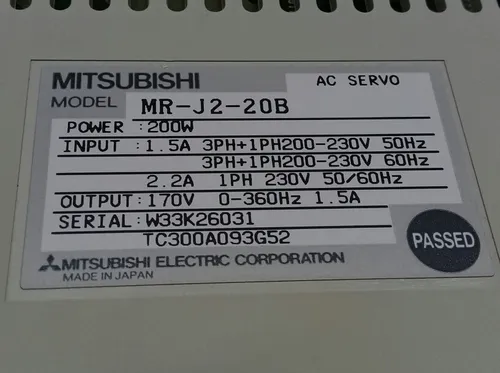 MITSUBISHI
AC SERVO
MODEL MR-J2-20B
POWER :200W
INPUT :1.5A 3PH+1PH200-230V 50Hz
3PH+1PH200-230V 60Hz
2.2A 1PH 230V 50/60Hz
OUTPUT:170V 0-360Hz 1.5A
SERIAL:W33K26031
TC300A093G52
PASSED
MITSUBISHI ELECTRIC CORPORATION
MADE IN JAPAN